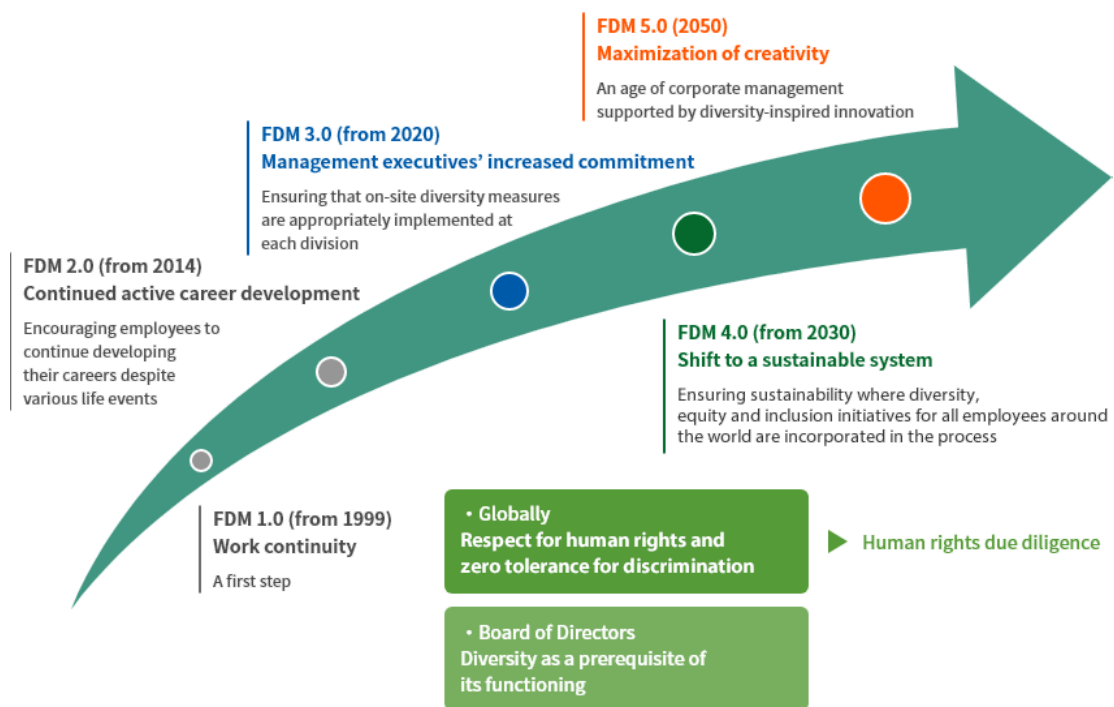 FDM 5.0 (2050)
Maximization of creativity
An age of corporate management
supported by diversity-inspired innovation
FDM 3.0 (from 2020)
Management executives’ increased commitment
Ensuring that on-site diversity measures
are appropriately implemented at
each division
FDM 2.0 (from 2014)
Continued active career development
Encouraging employees to
continue developing
their careers despite
various life events
FDM 4.0 (from 2030)
Shift to a sustainable system
Ensuring sustainability where diversity,
equity and inclusion initiatives for all employees around
the world are incorporated in the process
FDM 1.0 (from 1999)
Work continuity
A first step
・Globally
Respect for human rights and
zero tolerance for discrimination
Human rights due diligence
・Board of Directors
Diversity as a prerequisite of
its functioning